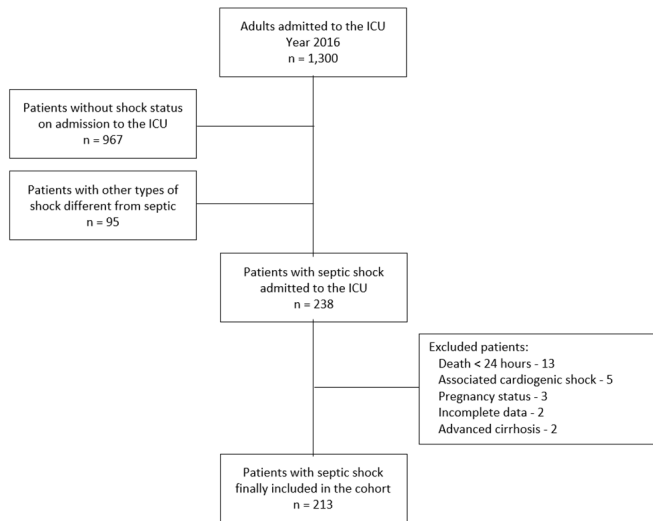 Adults admitted to the ICU
Year 2016
n = 1,300
Patients without shock status
on admission to the ICU
n = 967
Patients with other types of
shock different from septic
n = 95
Patients with septic shock
admitted to the ICU
n = 238
Excluded patients:
Death < 24 hours - 13
Associated cardiogenic shock - 5
Pregnancy status - 3
Incomplete data - 2
Advanced cirrhosis - 2
Patients with septic shock
finally included in the cohort
n = 213